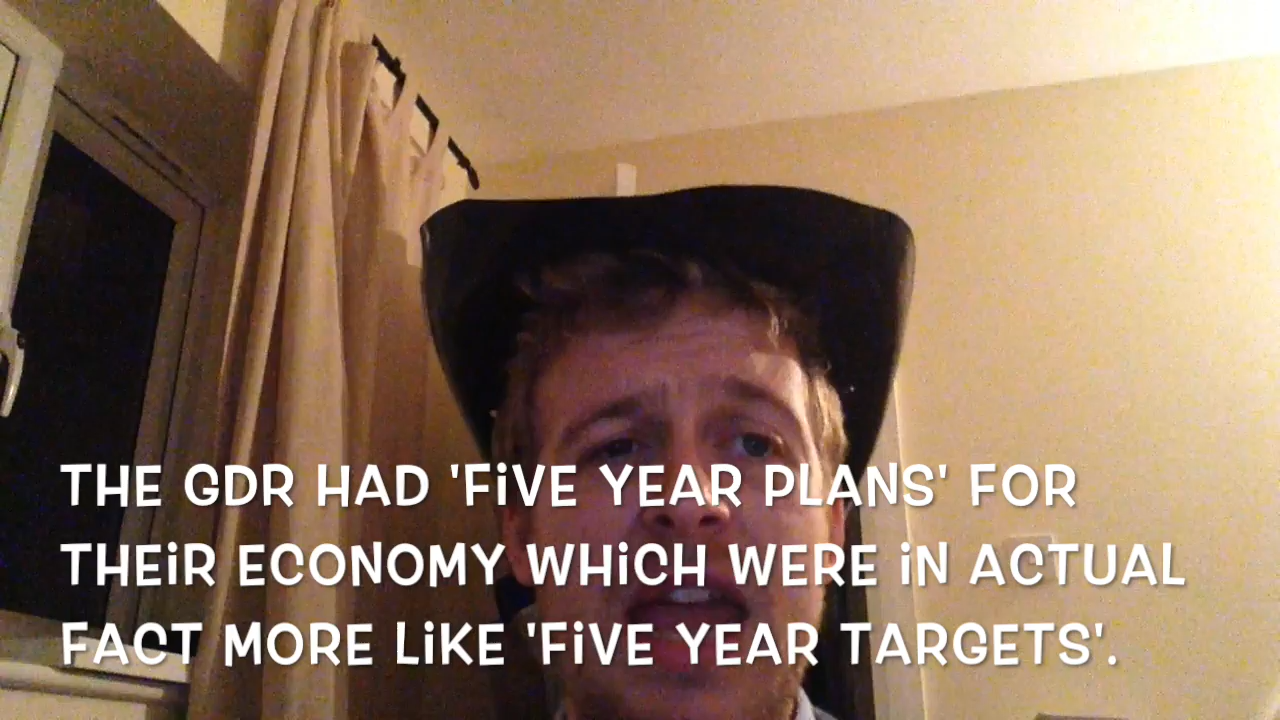 THE GDR HAD 'FIVE YEAR PLANS' FOR
THEIR ECONOMY WHICH WERE IN ACTUAL
FACT MORE LIKE 'FIVE YEAR TARGETS'.